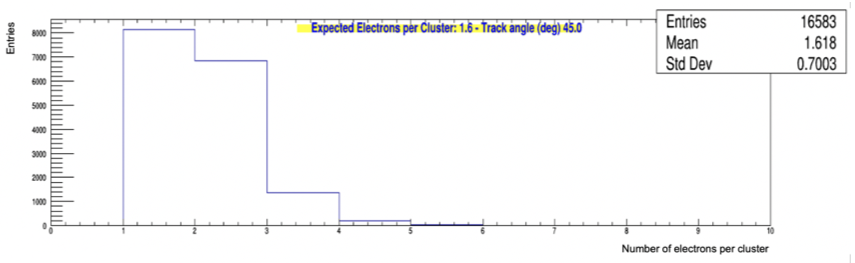 Expected Electrons per Cluster: 1.6 - Track angle (deg) 45.0
Entries 16583
Mean 1.618
Std Dev 0.7003
Entries
8000
7000
6000
5000
4000
3000
2000
1000
0
0 1 2 3 4 5 6 7 8 9 10
Number of electrons per cluster